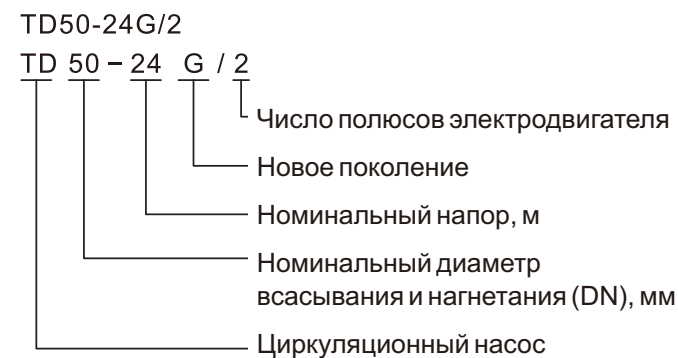 TD50-24G/2
TD 50 – 24 G / 2
Число полюсов электродвигателя
Новое поколение
Номинальный напор, м
Номинальный диаметр
всасывания и нагнетания (DN), мм
Циркуляционный насос